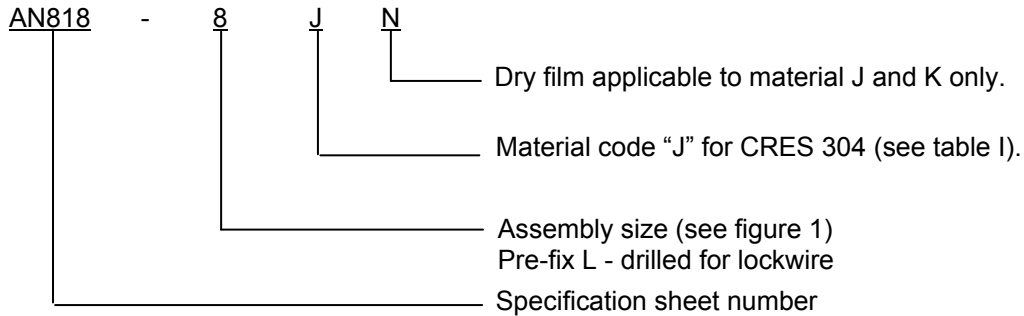 AN818 - 8 J N
Dry film applicable to material J and K only.
Material code “J” for CRES 304 (see table I).
Assembly size (see figure 1)
Pre-fix L - drilled for lockwire
Specification sheet number